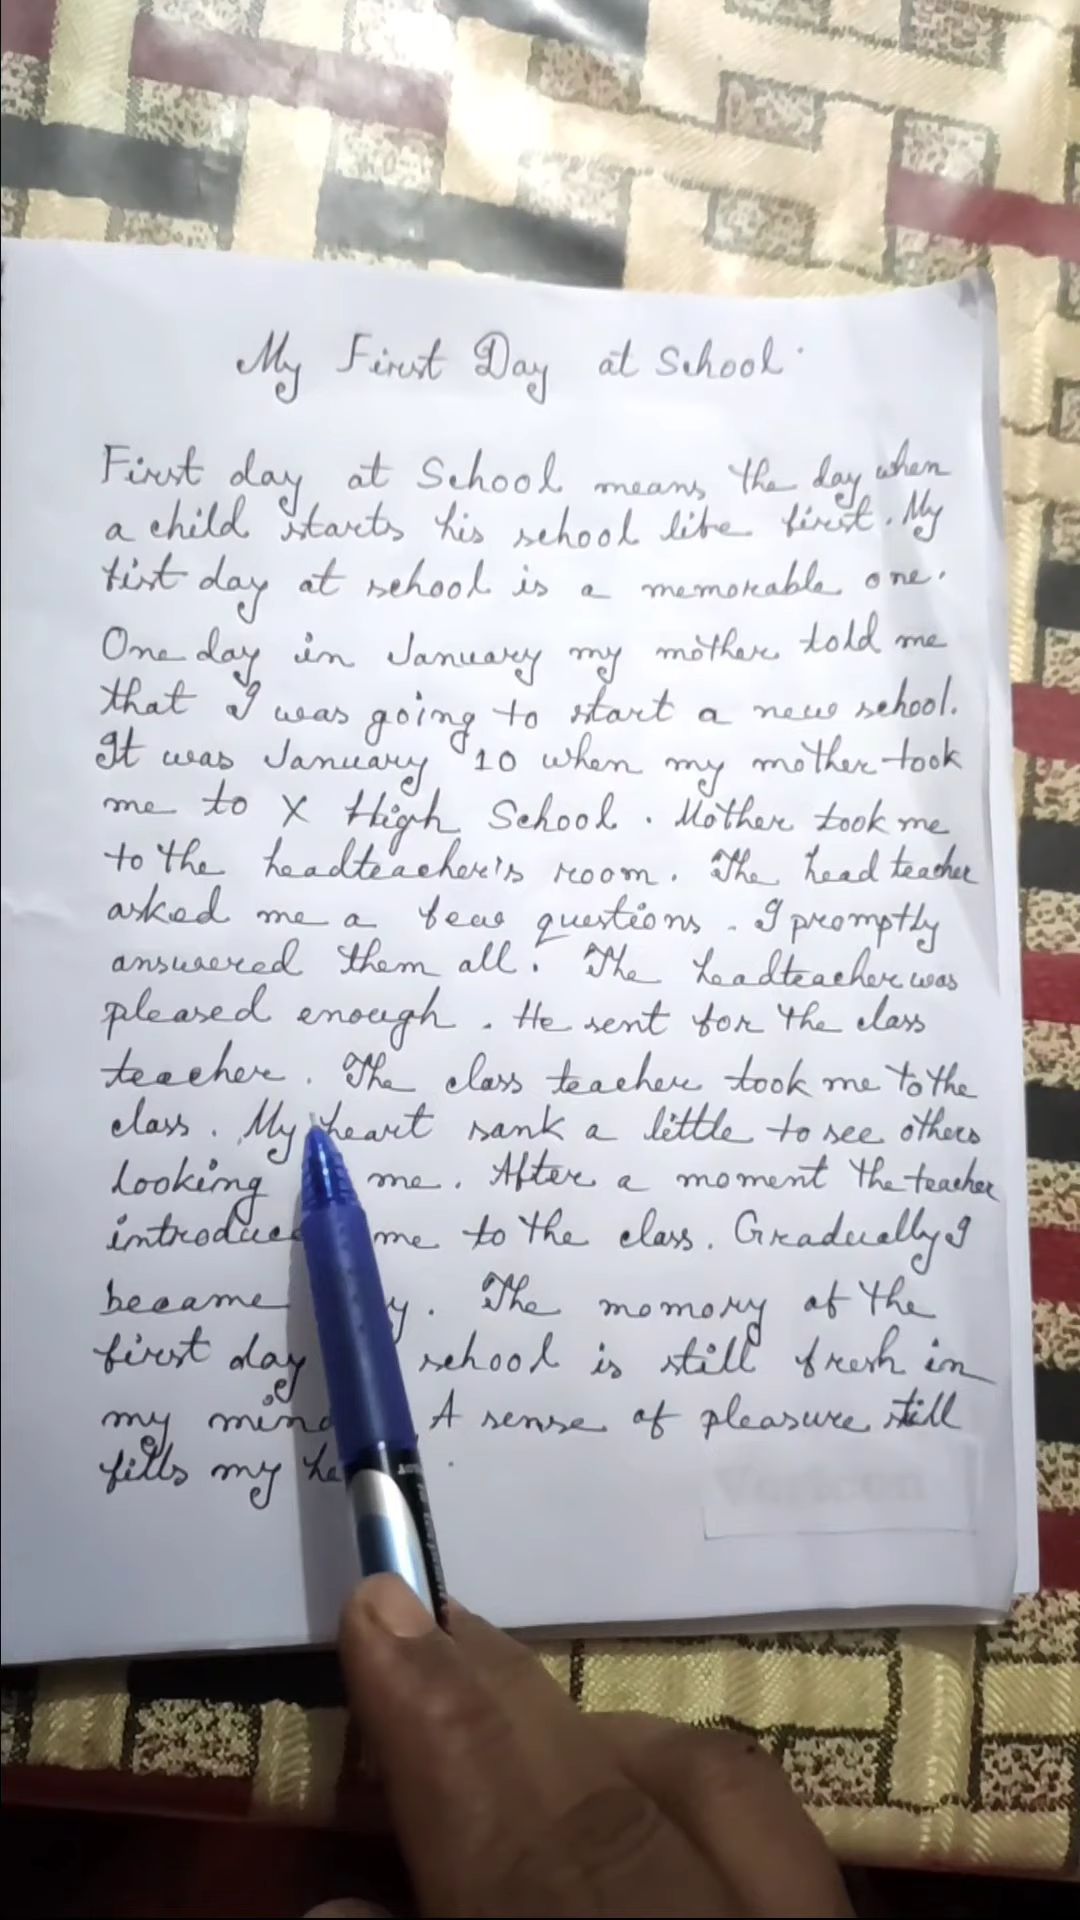 My First Day at School
First day at School means the day when
a child starts his school life first. My
fist day at school is a memorable one.
One day in January my mother told me
that I was going to start a new school.
It was January 10 when my mother took
me to X High School. Mother took me
to the headteacher's room. The head teacher
asked me a few questions. I promptly
answered them all. The headteacher was
pleased enough. He sent for the class
teacher. The class teacher took me to the
class. My heart sank a little to see others
looking me. After a moment the teacher
introduced me to the class. Gradually I
became The momory of the
first day school is still fresh in
my mind A sense of pleasure still
fills my